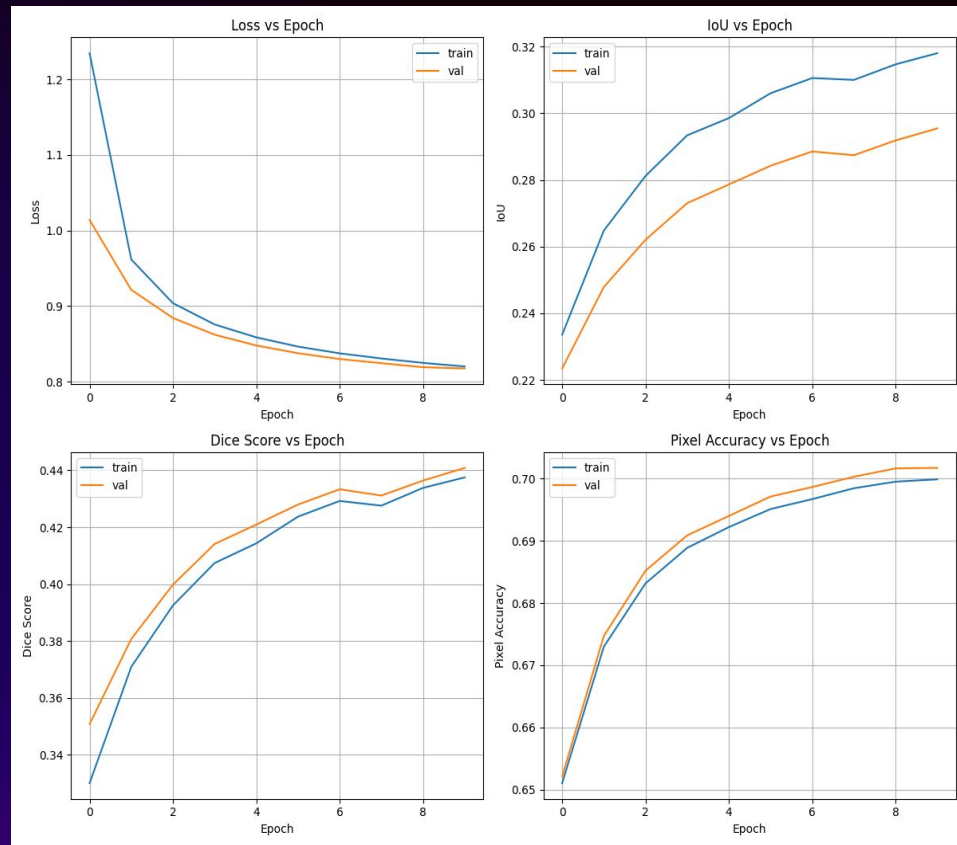 Loss vs Epoch
train
val
1.2
1.1
1.0
0.9
0.8
Loss
0 2 4 6 8
Epoch
IoU vs Epoch
train
val
0.32
0.30
0.28
0.26
0.24
0.22
IoU
0 2 4 6 8
Epoch
Dice Score vs Epoch
train
val
0.44
0.42
0.40
0.38
0.36
0.34
Dice Score
0 2 4 6 8
Epoch
Pixel Accuracy vs Epoch
train
val
0.70
0.69
0.68
0.67
0.66
0.65
Pixel Accuracy
0 2 4 6 8
Epoch